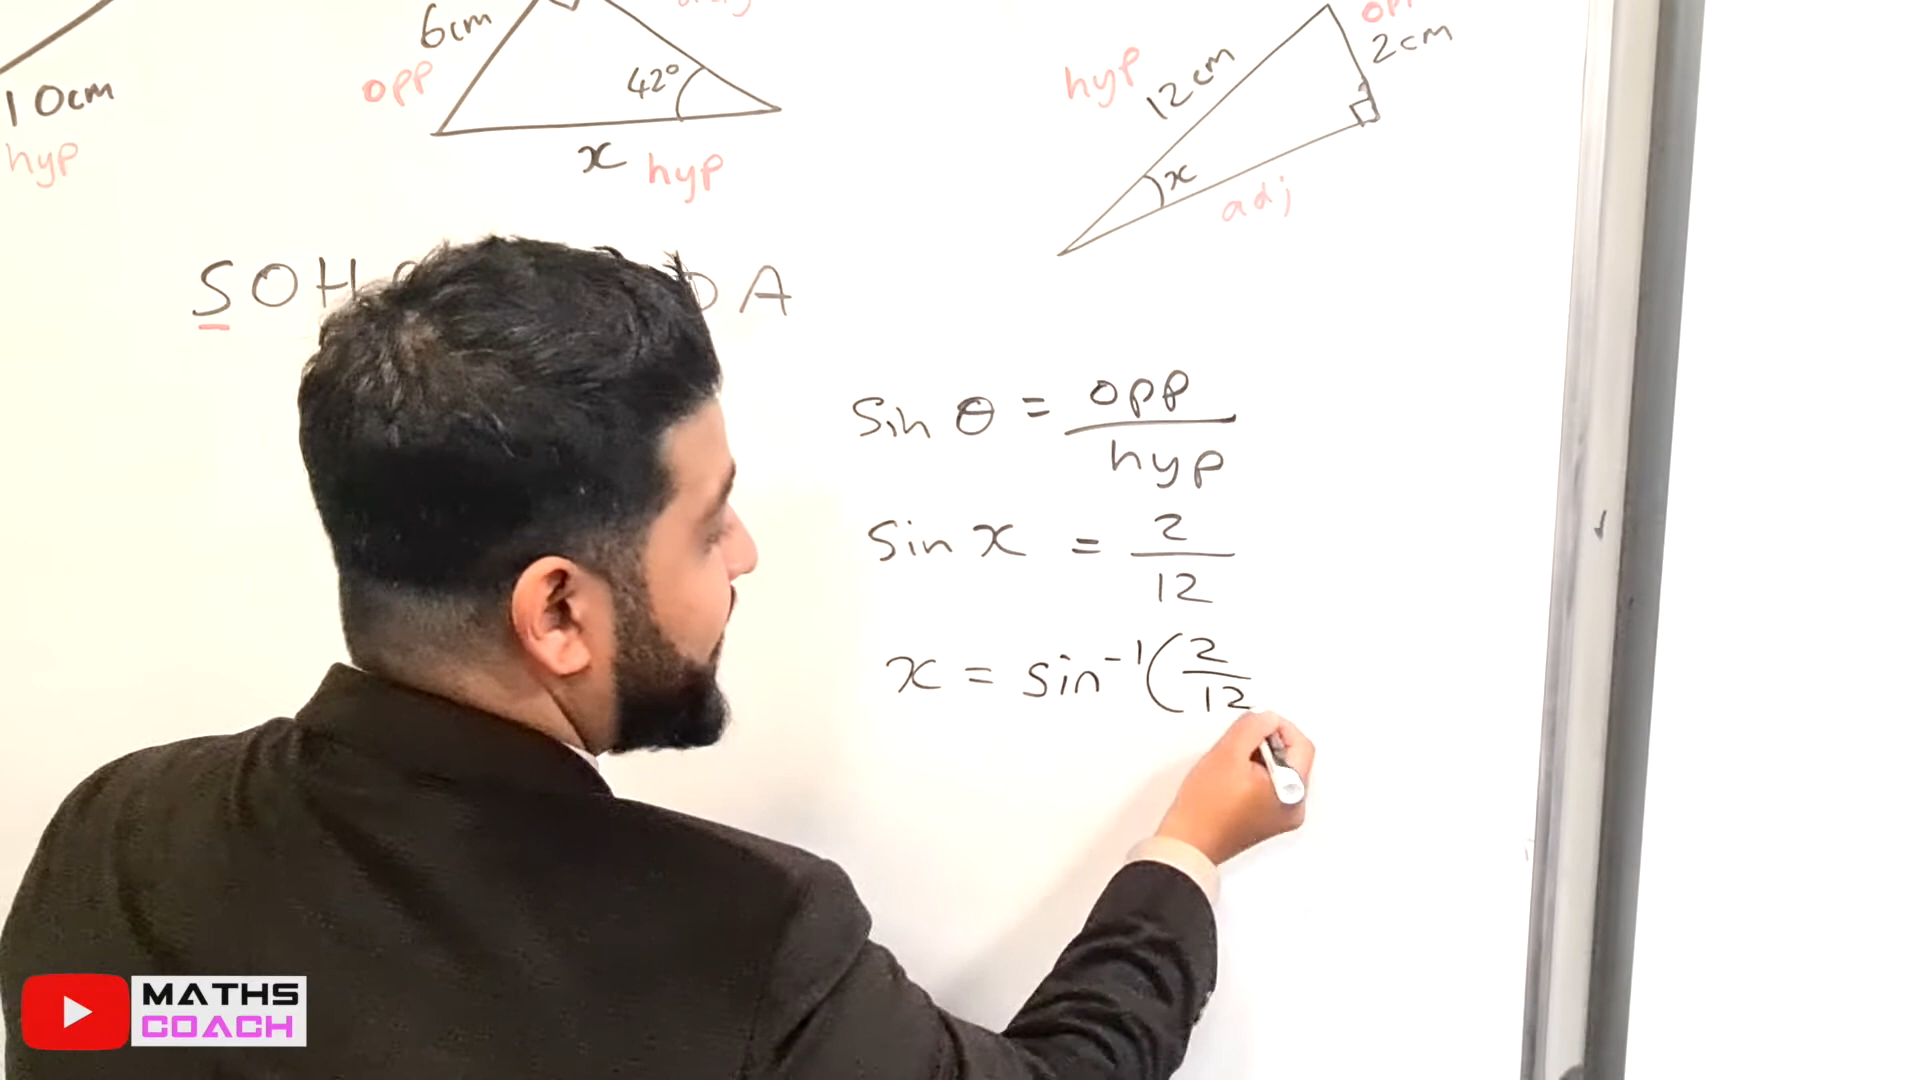 6cm
opp
42°
x hyp
10cm
hyp
hyp
12cm
2cm
x
adj
sin θ = opp / hyp
sin x = 2 / 12
x = sin⁻¹(2/12
MATHS
COACH